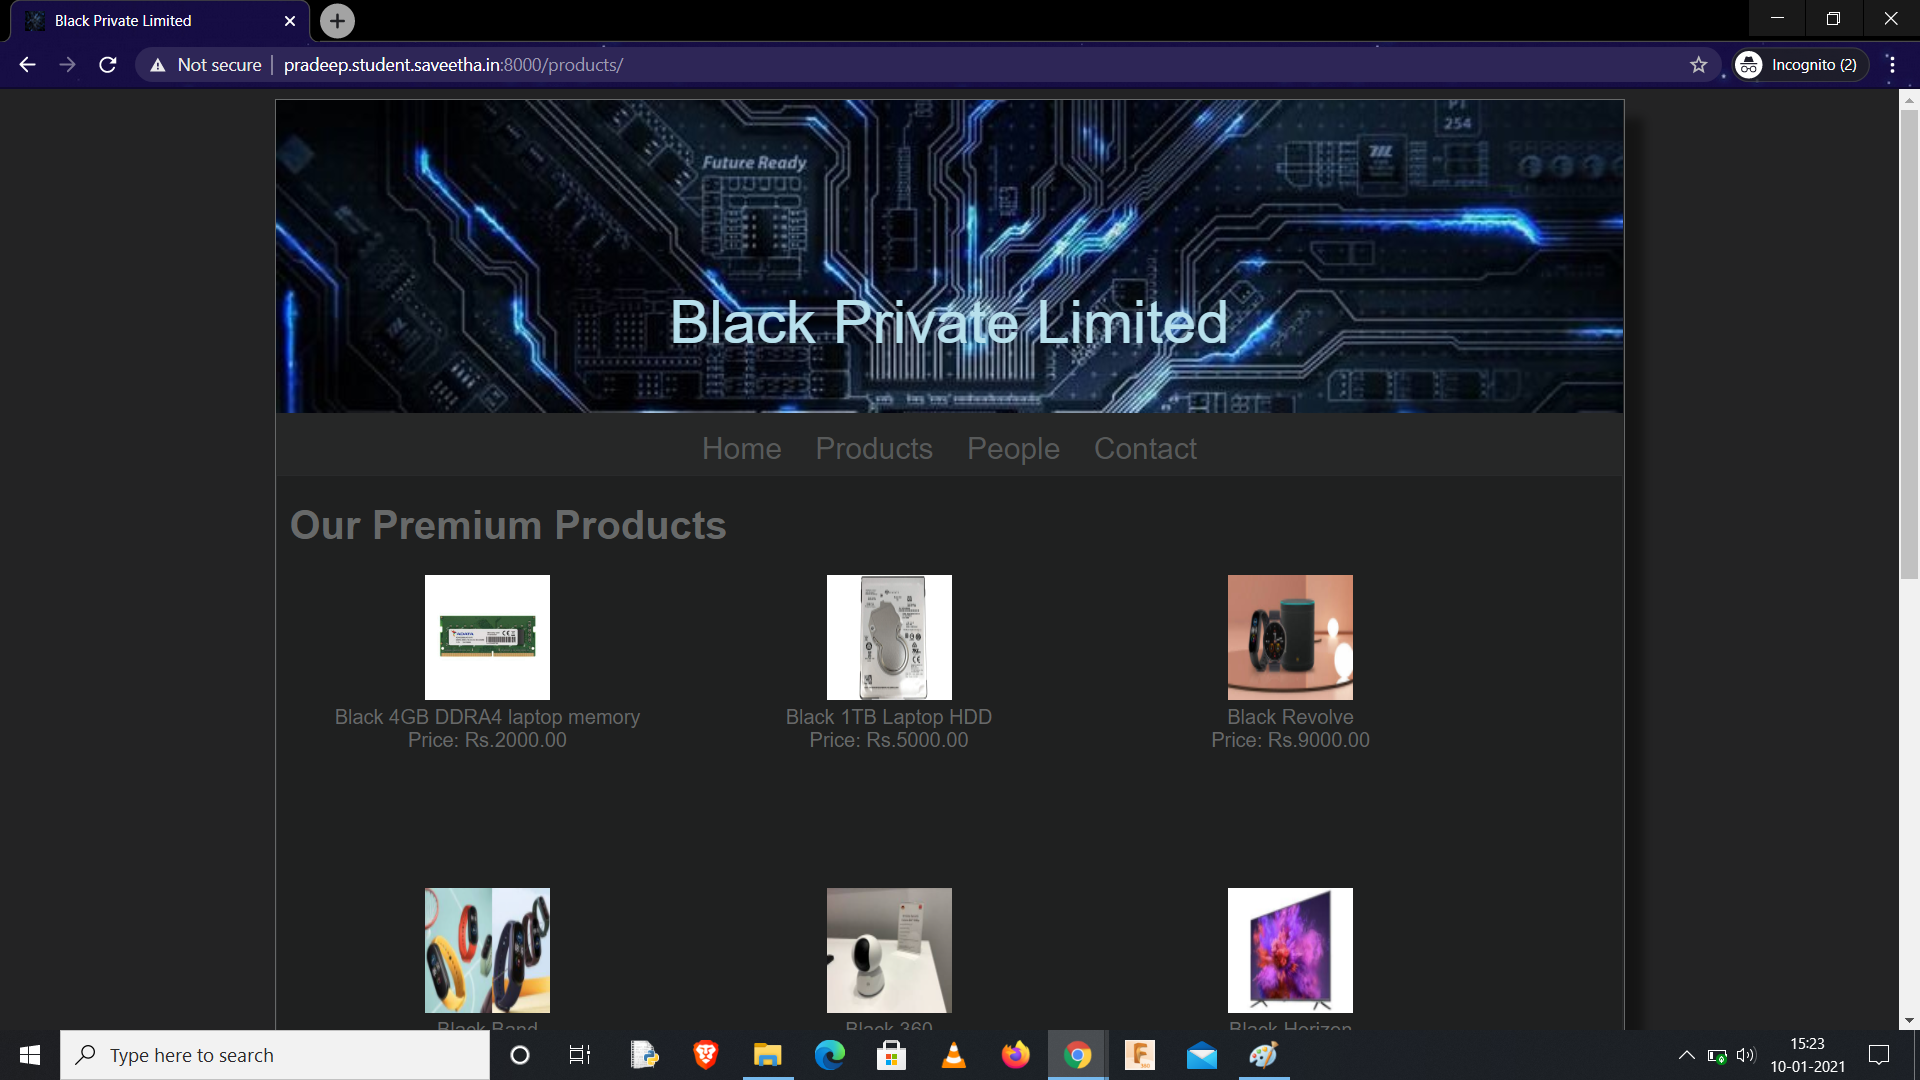 Black Private Limited
Not secure
pradeep.student.saveetha.in:8000/products/
Incognito (2)
Future Ready
254
Black Private Limited
Home Products People Contact
Our Premium Products
ADATA
Black 4GB DDRA4 laptop memory
Price: Rs.2000.00
Black 1TB Laptop HDD
Price: Rs.5000.00
Black Revolve
Price: Rs.9000.00
Black Band
Black 360
Black Horizon
Type here to search
15:23
10-01-2021